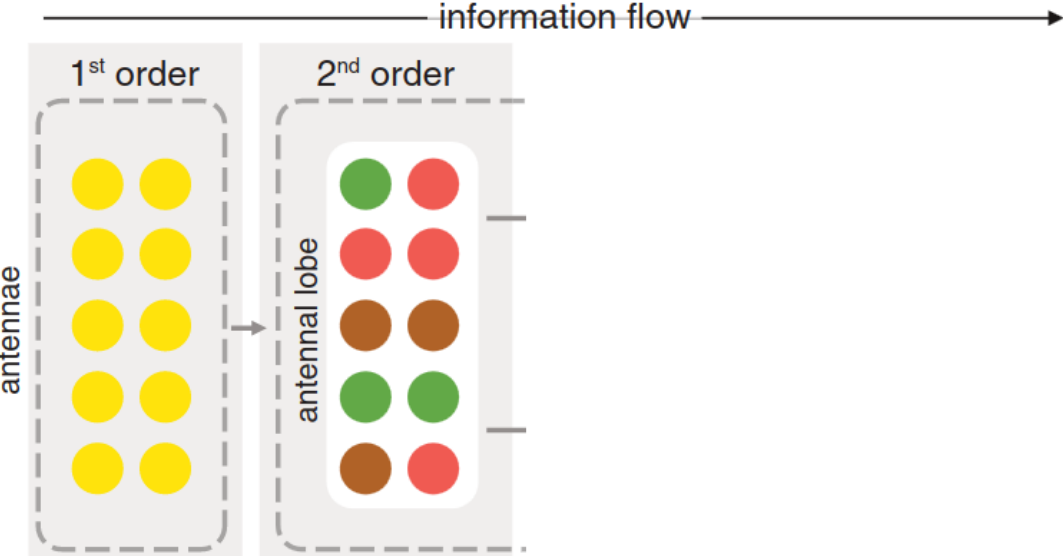 information flow
1st order
2nd order
antennae
antennal lobe